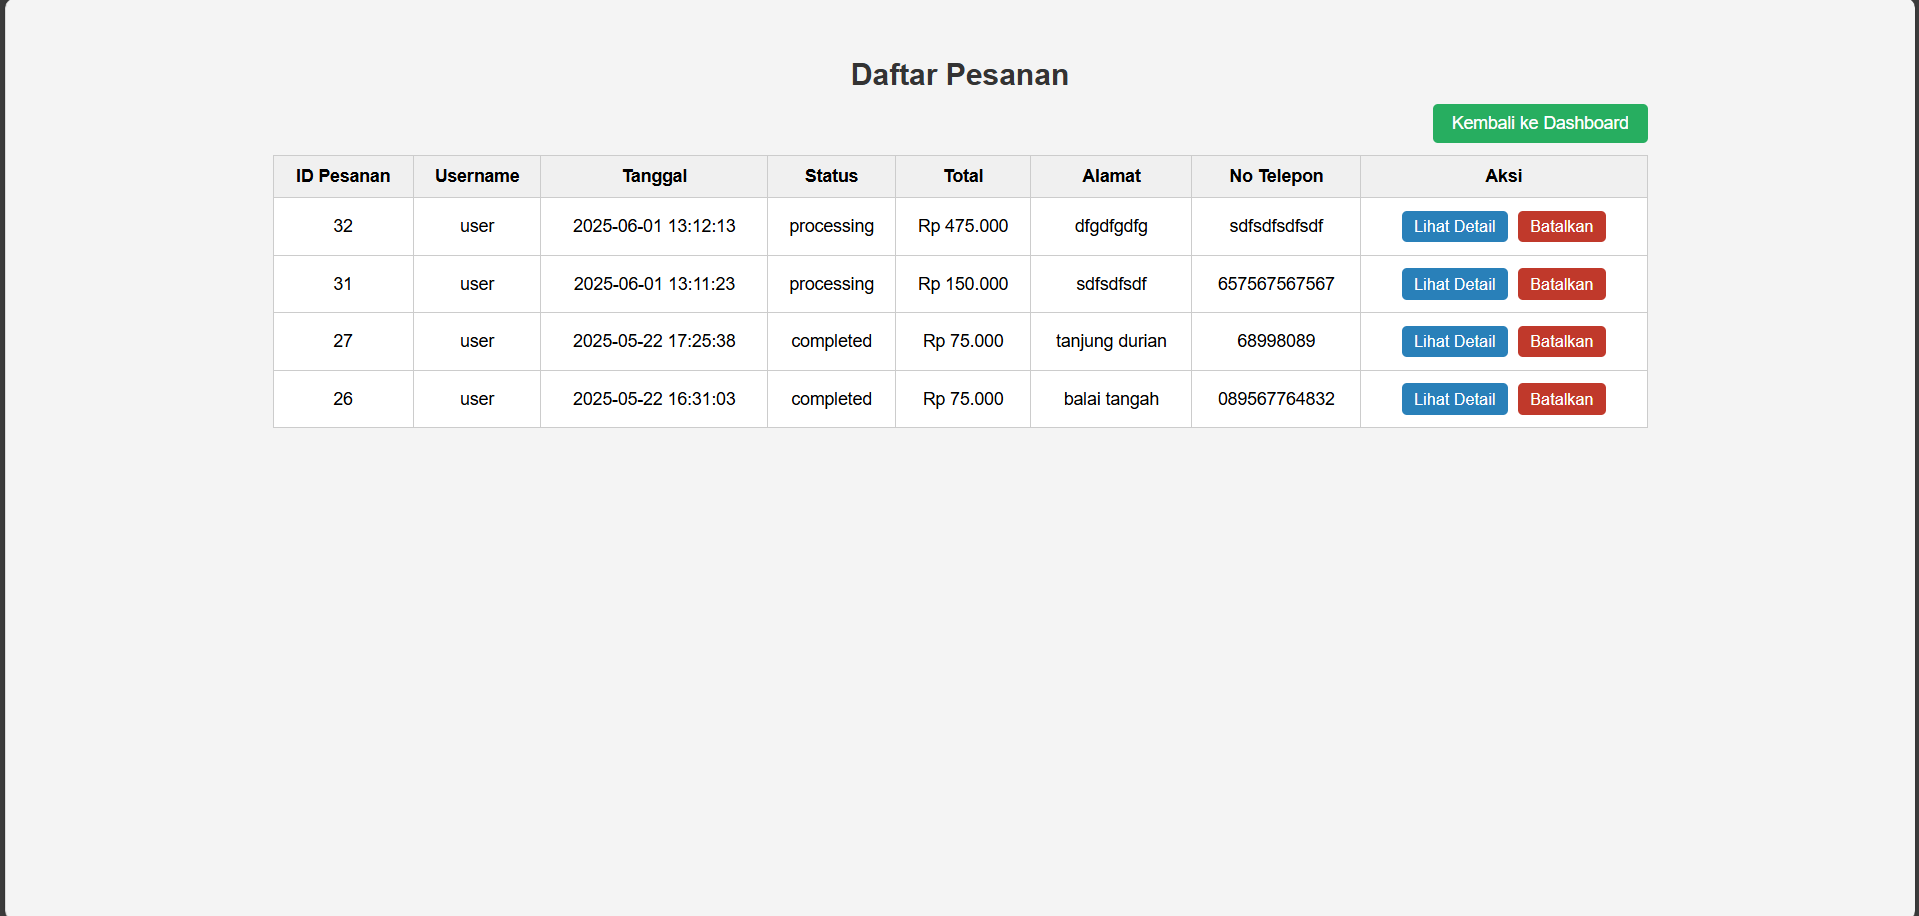 Daftar Pesanan
Kembali ke Dashboard
ID Pesanan Username Tanggal Status Total Alamat No Telepon Aksi
32 user 2025-06-01 13:12:13 processing Rp 475.000 dfgdfgdfg sdfsdfsdfsdf Lihat Detail Batalkan
31 user 2025-06-01 13:11:23 processing Rp 150.000 sdfsdfsdf 657567567567 Lihat Detail Batalkan
27 user 2025-05-22 17:25:38 completed Rp 75.000 tanjung durian 68998089 Lihat Detail Batalkan
26 user 2025-05-22 16:31:03 completed Rp 75.000 balai tangah 089567764832 Lihat Detail Batalkan